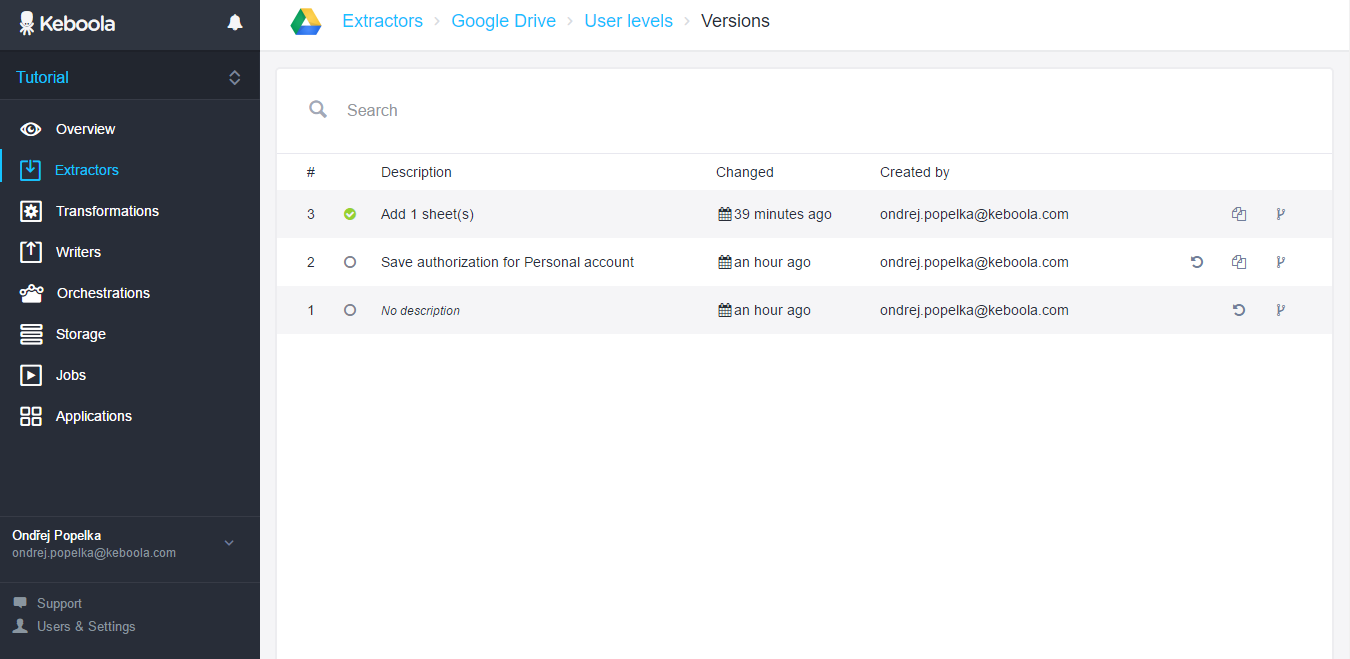 Keboola
Extractors › Google Drive › User levels › Versions
Tutorial
Overview
Extractors
Transformations
Writers
Orchestrations
Storage
Jobs
Applications
Ondřej Popelka
ondrej.popelka@keboola.com
Support
Users & Settings
Search
# Description Changed Created by
3 Add 1 sheet(s) 39 minutes ago ondrej.popelka@keboola.com
2 Save authorization for Personal account an hour ago ondrej.popelka@keboola.com
1 No description an hour ago ondrej.popelka@keboola.com